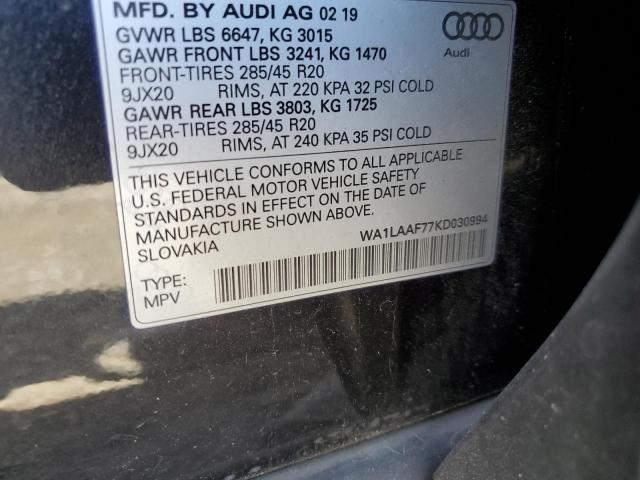 MFD. BY AUDI AG 02 19
GVWR LBS 6647, KG 3015
GAWR FRONT LBS 3241, KG 1470
FRONT-TIRES 285/45 R20
9JX20 RIMS, AT 220 KPA 32 PSI COLD
GAWR REAR LBS 3803, KG 1725
REAR-TIRES 285/45 R20
9JX20 RIMS, AT 240 KPA 35 PSI COLD
Audi
THIS VEHICLE CONFORMS TO ALL APPLICABLE
U.S. FEDERAL MOTOR VEHICLE SAFETY
STANDARDS IN EFFECT ON THE DATE OF
MANUFACTURE SHOWN ABOVE.
SLOVAKIA
WA1LAAF77KD030994
TYPE:
MPV